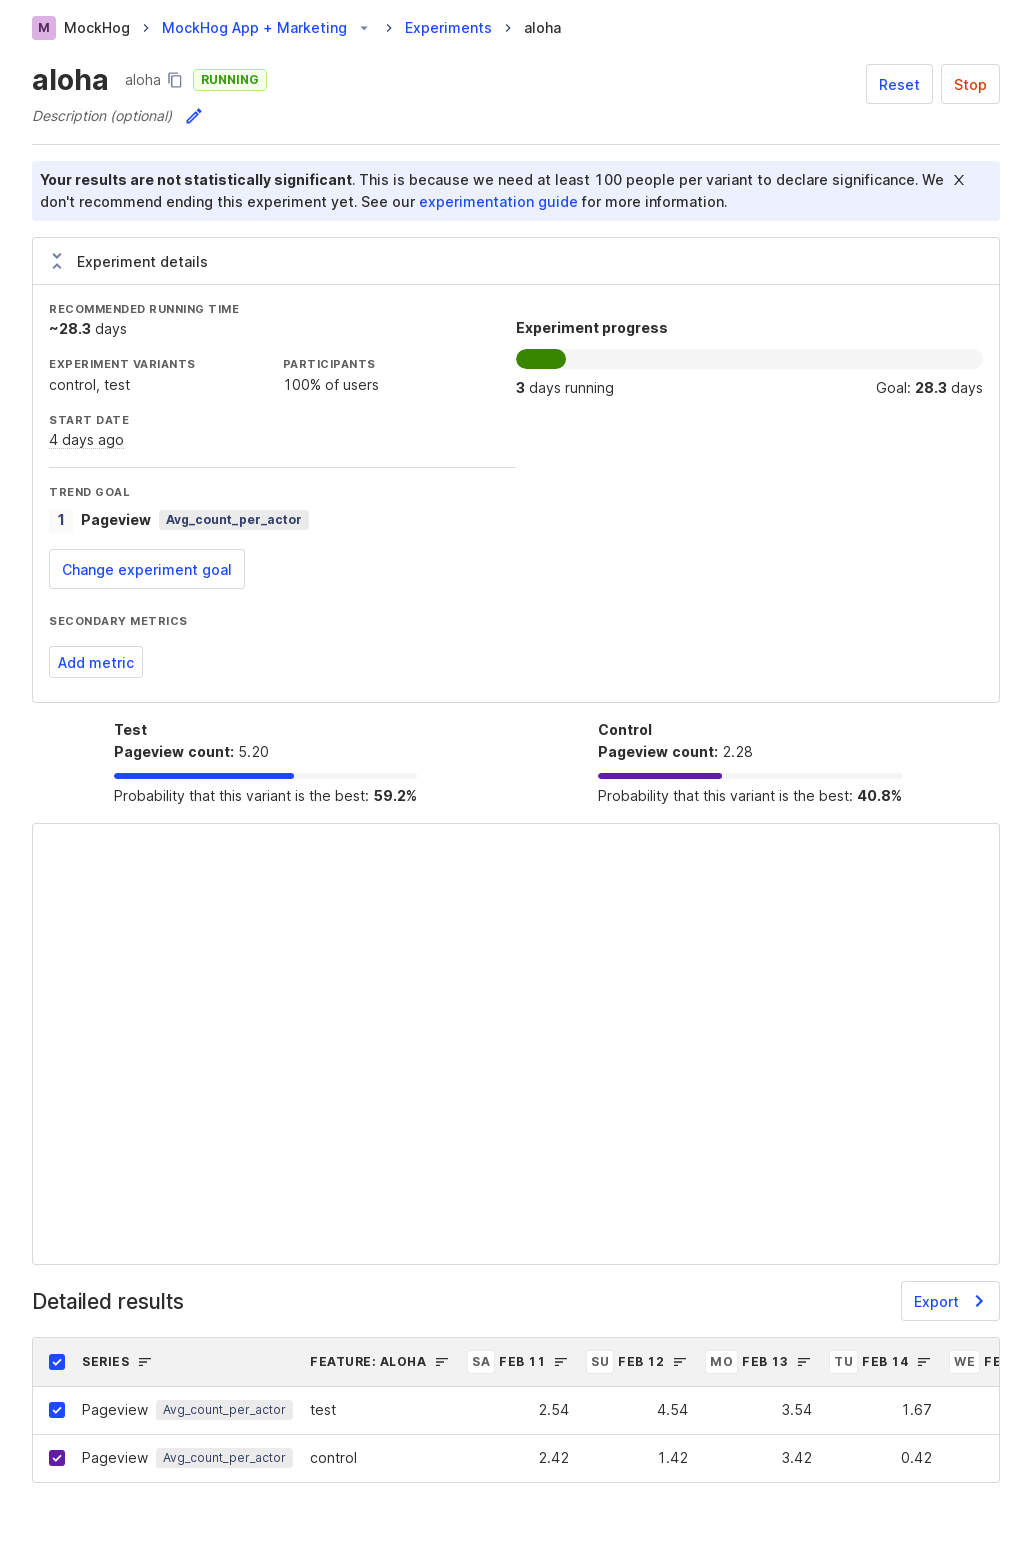 M MockHog > MockHog App + Marketing > Experiments > aloha
aloha aloha RUNNING
Reset Stop
Description (optional)
Your results are not statistically significant. This is because we need at least 100 people per variant to declare significance. We
don't recommend ending this experiment yet. See our experimentation guide for more information.
Experiment details
RECOMMENDED RUNNING TIME
~28.3 days
Experiment progress
EXPERIMENT VARIANTS PARTICIPANTS
control, test 100% of users
3 days running Goal: 28.3 days
START DATE
4 days ago
TREND GOAL
1 Pageview Avg_count_per_actor
Change experiment goal
SECONDARY METRICS
Add metric
Test
Pageview count: 5.20
Probability that this variant is the best: 59.2%
Control
Pageview count: 2.28
Probability that this variant is the best: 40.8%
Detailed results
Export
SERIES FEATURE: ALOHA SA FEB 11 SU FEB 12 MO FEB 13 TU FEB 14 WE FE
Pageview Avg_count_per_actor test 2.54 4.54 3.54 1.67
Pageview Avg_count_per_actor control 2.42 1.42 3.42 0.42